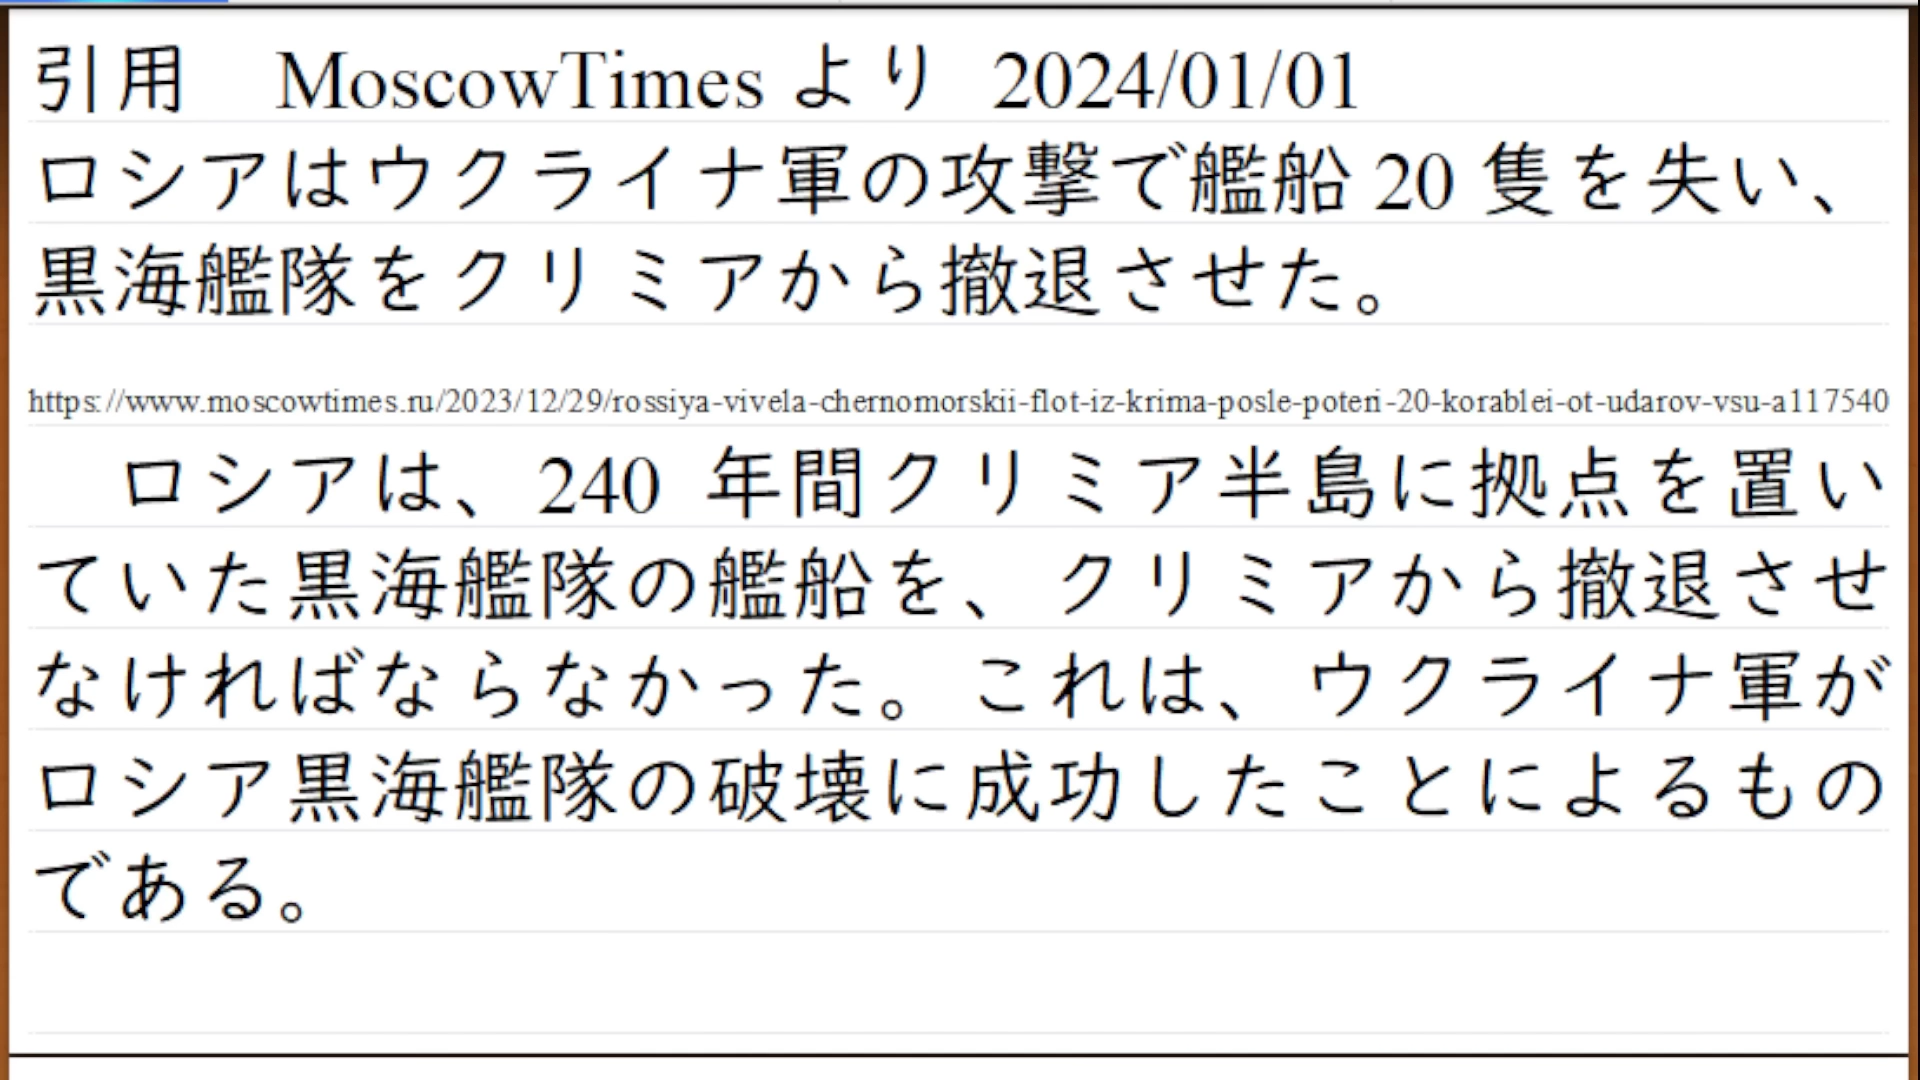 引用　MoscowTimes より 2024/01/01
ロシアはウクライナ軍の攻撃で艦船 20 隻を失い、
黒海艦隊をクリミアから撤退させた。
https://www.moscowtimes.ru/2023/12/29/rossiya-vivela-chernomorskii-flot-iz-krima-posle-poteri-20-korablei-ot-udarov-vsu-a117540
　ロシアは、240 年間クリミア半島に拠点を置い
ていた黒海艦隊の艦船を、クリミアから撤退させ
なければならなかった。これは、ウクライナ軍が
ロシア黒海艦隊の破壊に成功したことによるもの
である。